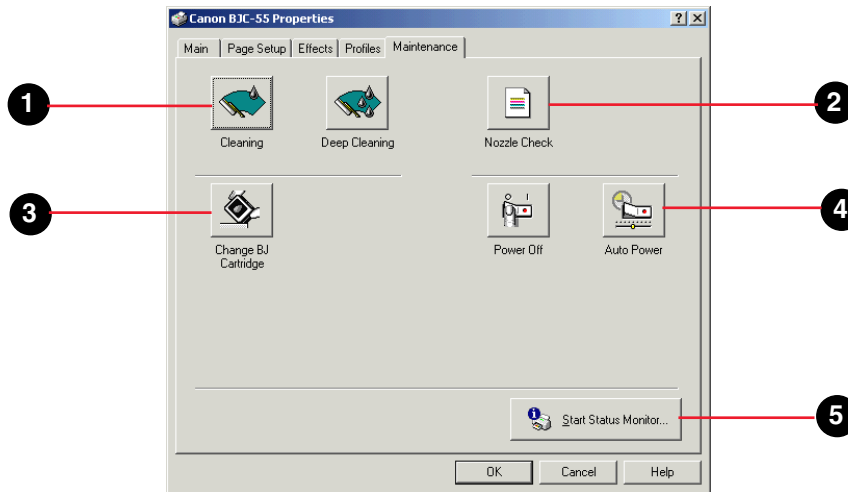 Canon BJC-55 Properties
? X
Main Page Setup Effects Profiles Maintenance
1
2
Cleaning Deep Cleaning Nozzle Check
3
4
Change BJ
Cartridge
Power Off Auto Power
5
Start Status Monitor...
OK Cancel Help